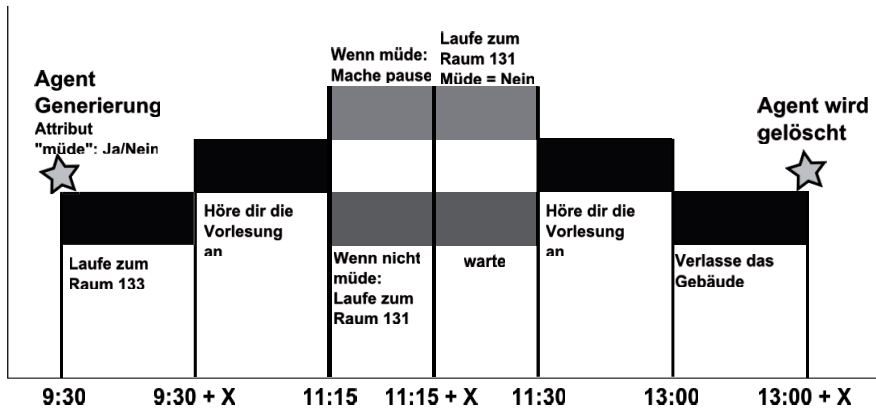 Agent
Generierung
Attribut
"müde": Ja/Nein
Laufe zum
Raum 133
Höre dir die
Vorlesung
an
Wenn müde:
Mache pause
Wenn nicht
müde:
Laufe zum
Raum 131
Laufe zum
Raum 131
Müde = Nein
warte
Höre dir die
Vorlesung
an
Verlasse das
Gebäude
Agent wird
gelöscht
9:30
9:30 + X
11:15
11:15 + X
11:30
13:00
13:00 + X